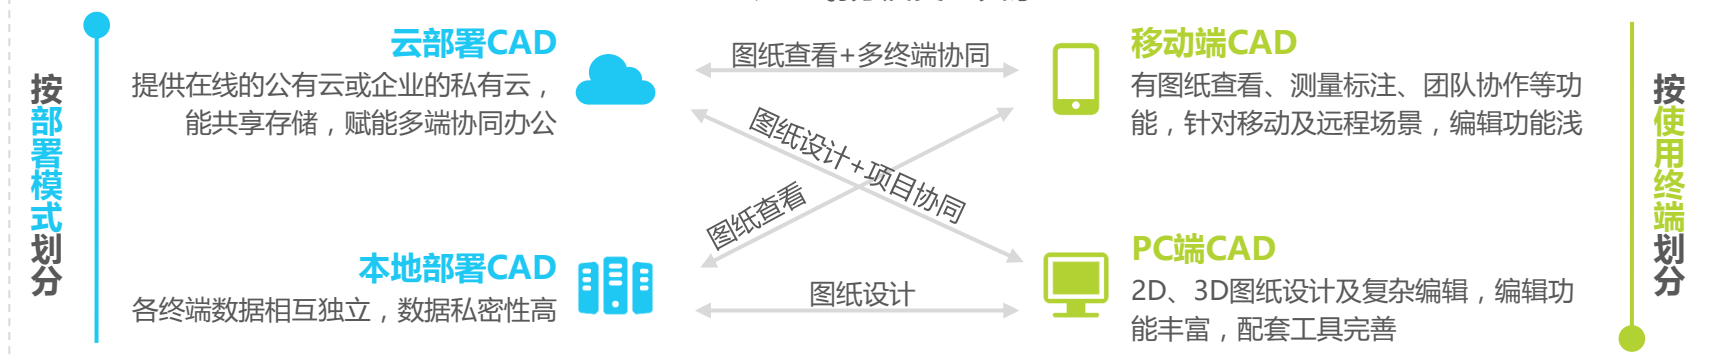 按部署模式划分
云部署CAD
提供在线的公有云或企业的私有云，
能共享存储，赋能多端协同办公
本地部署CAD
各终端数据相互独立，数据私密性高
图纸查看+多终端协同
图纸设计+项目协同
图纸查看
图纸设计
移动端CAD
有图纸查看、测量标注、团队协作等功
能，针对移动及远程场景，编辑功能浅
PC端CAD
2D、3D图纸设计及复杂编辑，编辑功
能丰富，配套工具完善
按使用终端划分